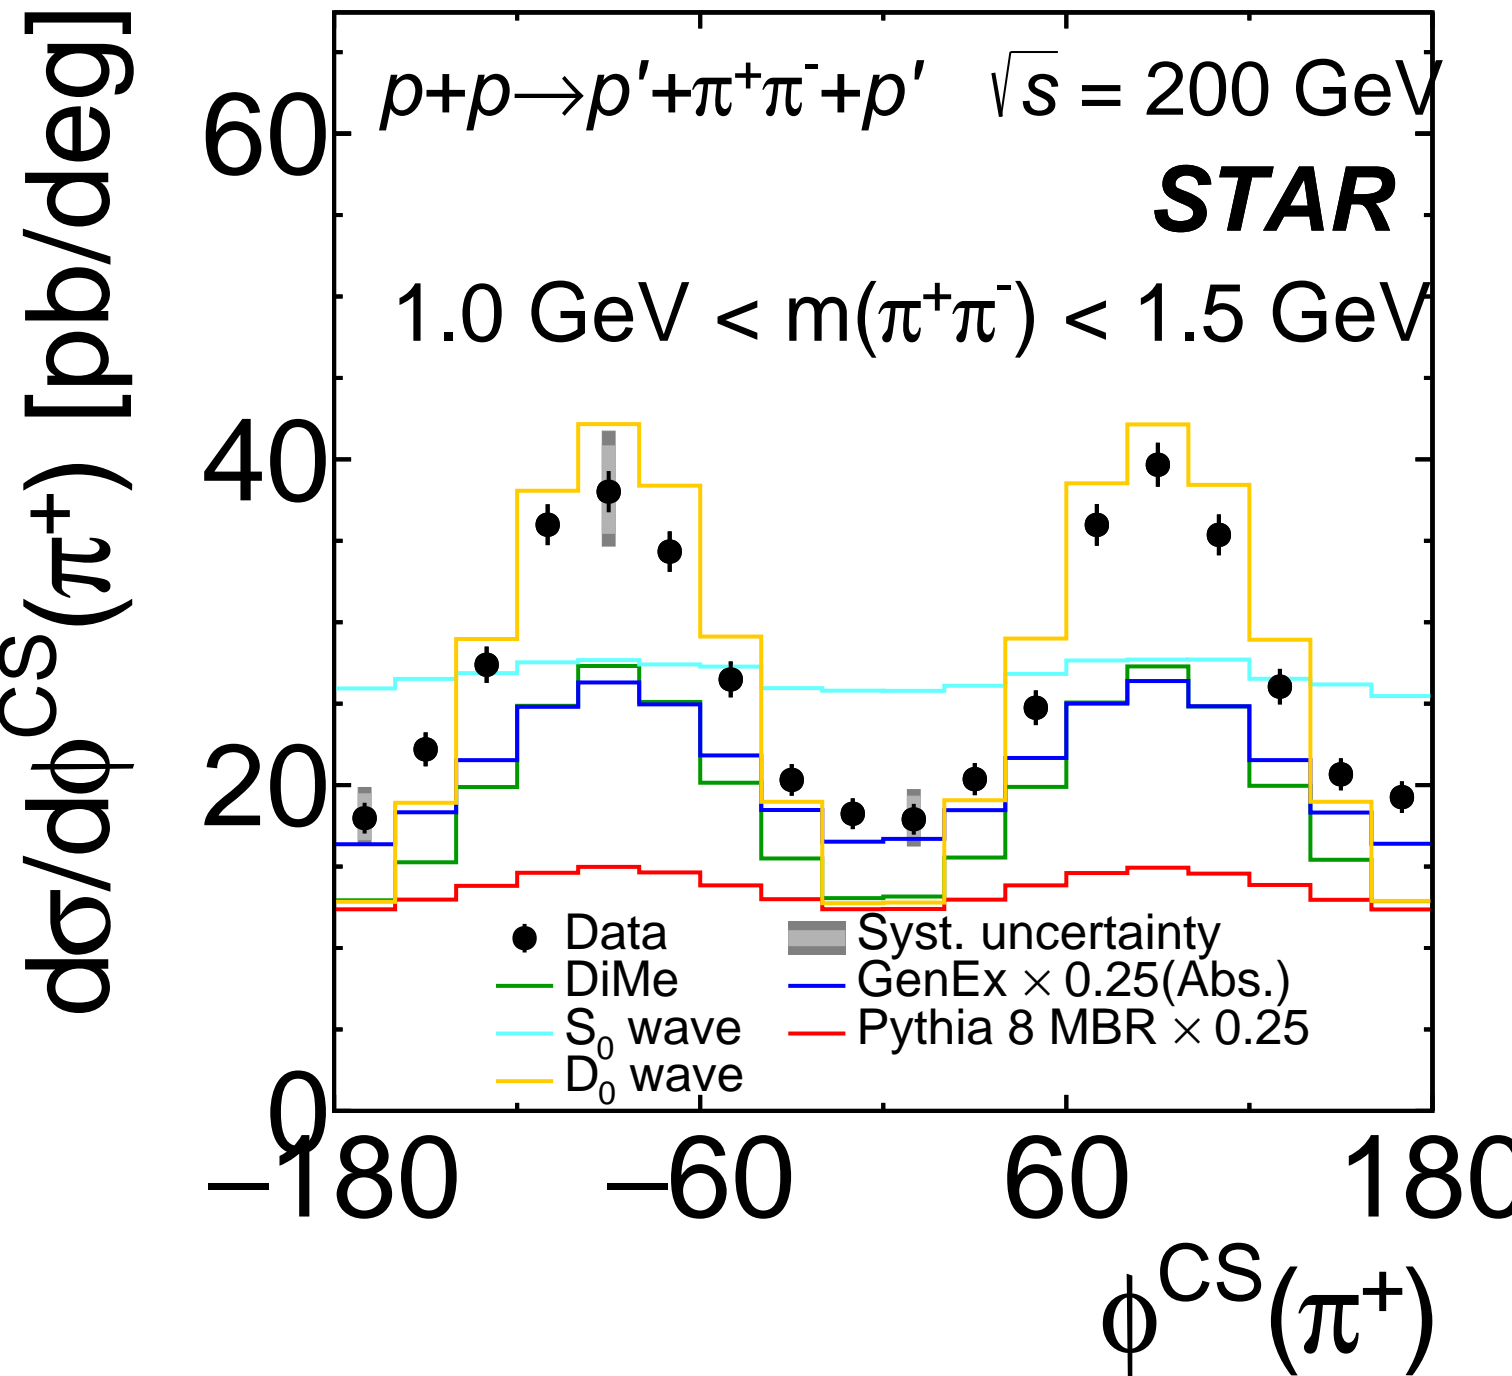 dσ/dϕ^CS(π⁺) [pb/deg]
p+p→p′+π⁺π⁻+p′ √s = 200 GeV
STAR
1.0 GeV < m(π⁺π⁻) < 1.5 GeV
60
40
20
0
Data
Syst. uncertainty
DiMe
GenEx × 0.25(Abs.)
S₀ wave
Pythia 8 MBR × 0.25
D₀ wave
−180 −60 60 180
ϕ^CS(π⁺)